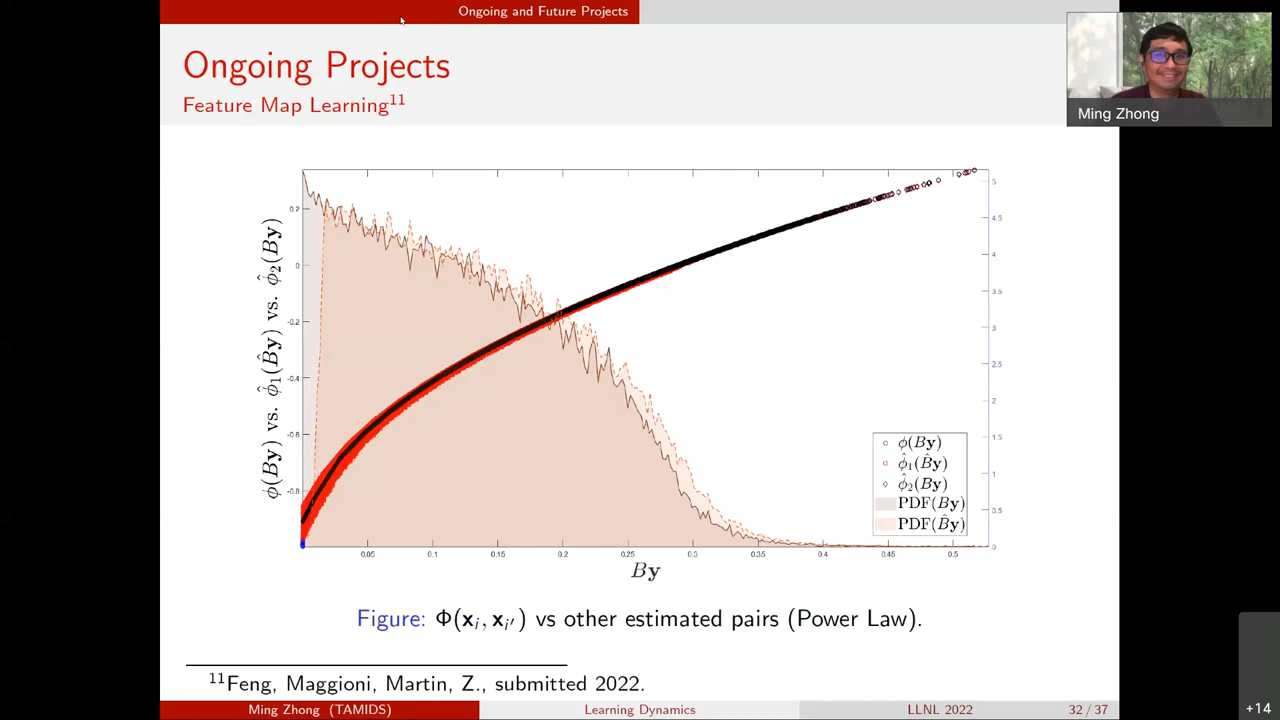 Ongoing and Future Projects
Ongoing Projects
Feature Map Learning¹¹
Ming Zhong
ϕ(By) vs. ϕ̂₁(B̂y) vs. ϕ̂₂(By)
0.2
0
-0.2
-0.4
-0.6
-0.8
5
4.5
4
3.5
3
2.5
2
1.5
1
0.5
0
ϕ(By)
ϕ̂₁(B̂y)
ϕ̂₂(By)
PDF(By)
PDF(B̂y)
0.05 0.1 0.15 0.2 0.25 0.3 0.35 0.4 0.45 0.5
By
Figure: Φ(xᵢ, xᵢ′) vs other estimated pairs (Power Law).
¹¹Feng, Maggioni, Martin, Z., submitted 2022.
Ming Zhong (TAMIDS) Learning Dynamics LLNL 2022 32 / 37
+14